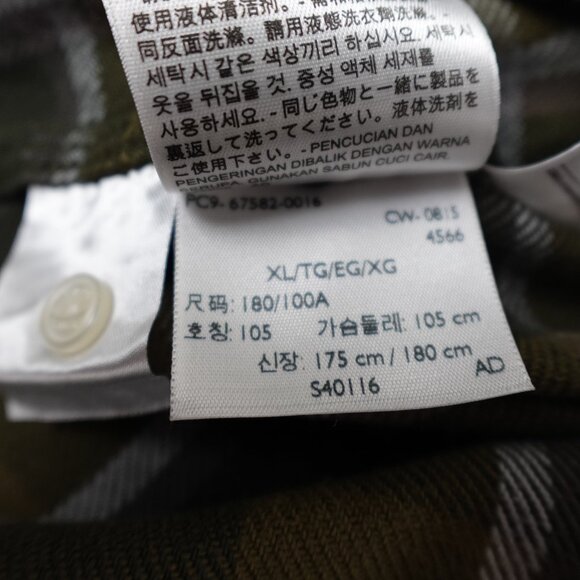 使用液体清洁剂。
同反面洗滌。請用液態洗衣劑洗滌。
세탁시 같은 색상끼리 하십시요. 세탁시
옷을 뒤집을 것. 중성 액체 세제를
사용하세요. - 同じ色物と一緒に製品を
裏返して洗ってください。液体洗剤を
ご使用下さい。- PENCUCIAN DAN
PENGERINGAN DIBALIK DENGAN WARNA
SERUPA. GUNAKAN SABUN CUCI CAIR.
PC9- 67582-0016
CW- 0815
4566
XL/TG/EG/XG
尺码: 180/100A
호칭: 105 가슴둘레: 105 cm
신장: 175 cm / 180 cm
S40116
AD